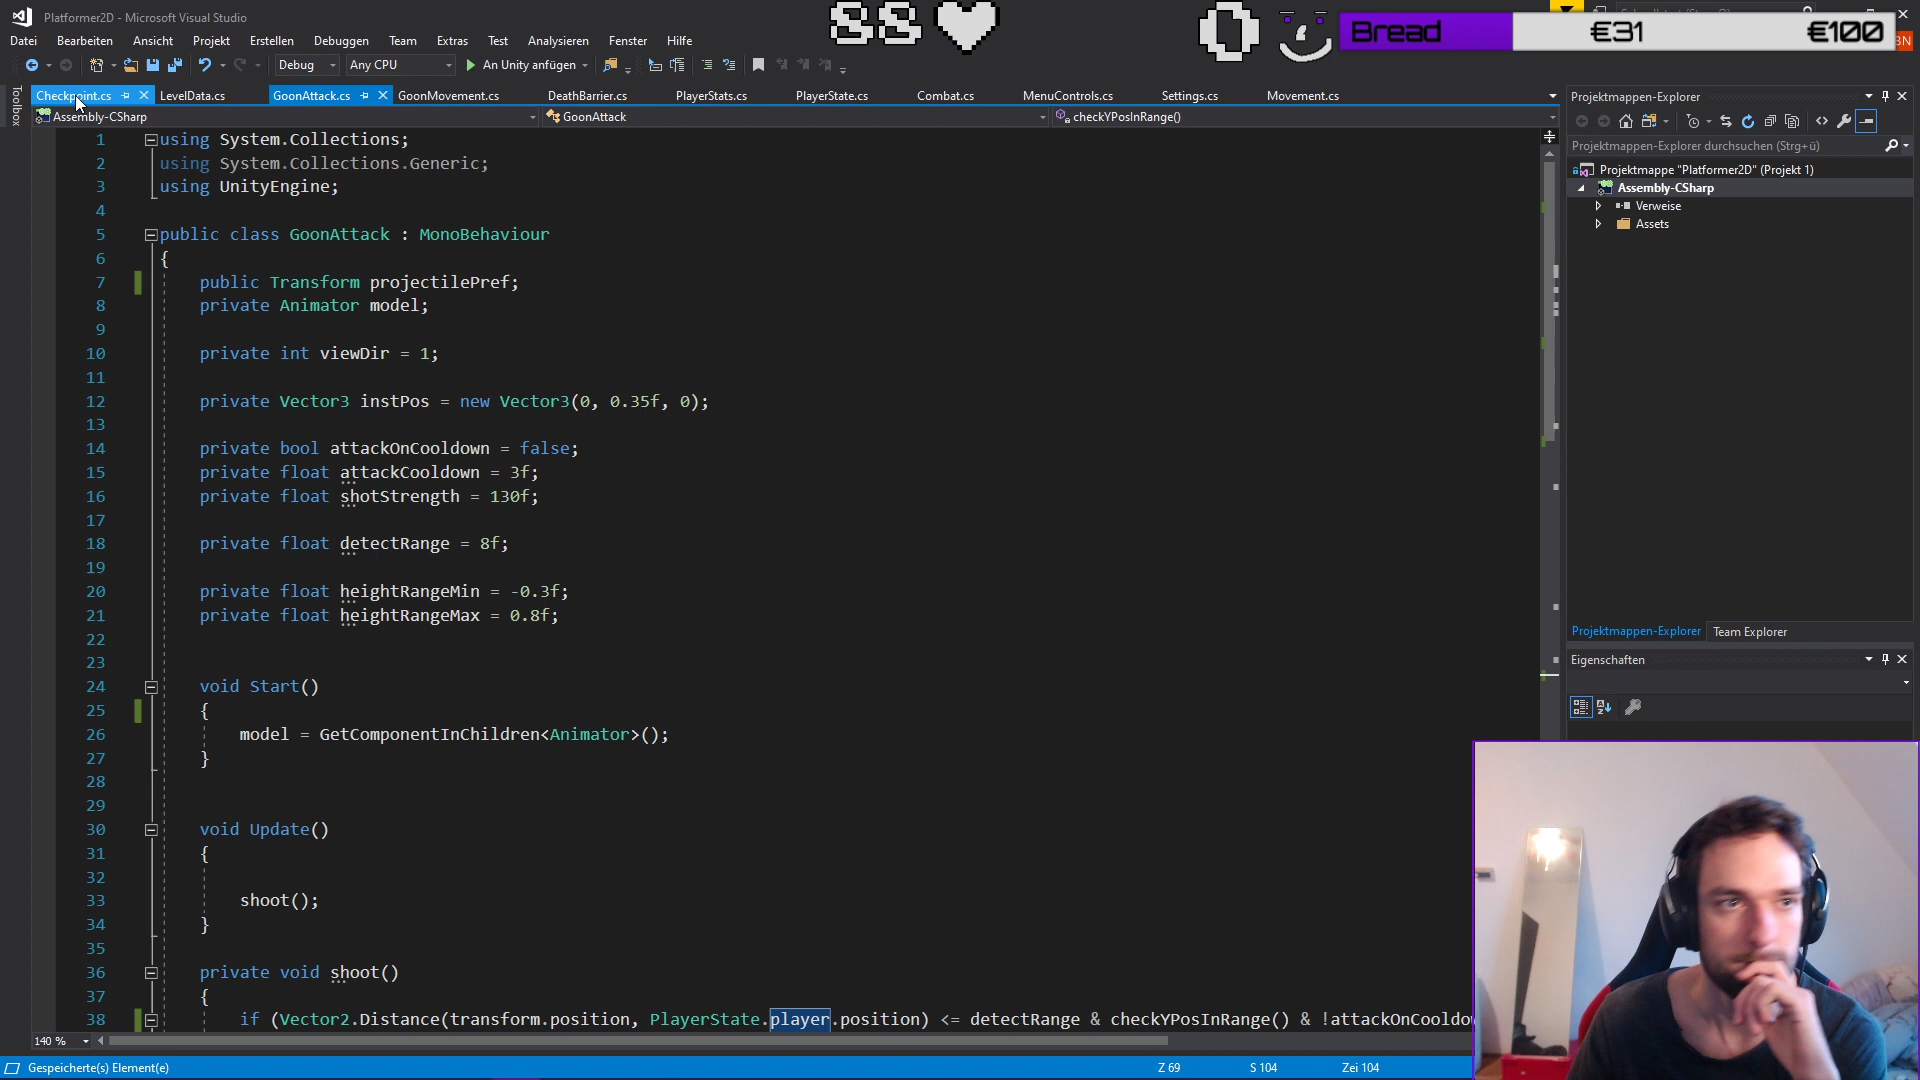 Platformer2D - Microsoft Visual Studio
88
0
Bread €31 €100
Datei Bearbeiten Ansicht Projekt Erstellen Debuggen Team Extras Test Analysieren Fenster Hilfe
Debug Any CPU An Unity anfügen
Toolbox
Checkpoint.cs LevelData.cs GoonAttack.cs GoonMovement.cs DeathBarrier.cs PlayerStats.cs PlayerState.cs Combat.cs MenuControls.cs Settings.cs Movement.cs
Assembly-CSharp GoonAttack checkYPosInRange()
1 using System.Collections;
2 using System.Collections.Generic;
3 using UnityEngine;
4
5 public class GoonAttack : MonoBehaviour
6 {
7 public Transform projectilePref;
8 private Animator model;
9
10 private int viewDir = 1;
11
12 private Vector3 instPos = new Vector3(0, 0.35f, 0);
13
14 private bool attackOnCooldown = false;
15 private float attackCooldown = 3f;
16 private float shotStrength = 130f;
17
18 private float detectRange = 8f;
19
20 private float heightRangeMin = -0.3f;
21 private float heightRangeMax = 0.8f;
22
23
24 void Start()
25 {
26 model = GetComponentInChildren<Animator>();
27 }
28
29
30 void Update()
31 {
32
33 shoot();
34 }
35
36 private void shoot()
37 {
38 if (Vector2.Distance(transform.position, PlayerState.player.position) <= detectRange & checkYPosInRange() & !attackOnCooldow
140 %
Gespeicherte(s) Element(e) Z 69 S 104 Zei 104
Projektmappen-Explorer
Projektmappen-Explorer durchsuchen (Strg+ü)
Projektmappe "Platformer2D" (Projekt 1)
Assembly-CSharp
Verweise
Assets
Projektmappen-Explorer Team Explorer
Eigenschaften